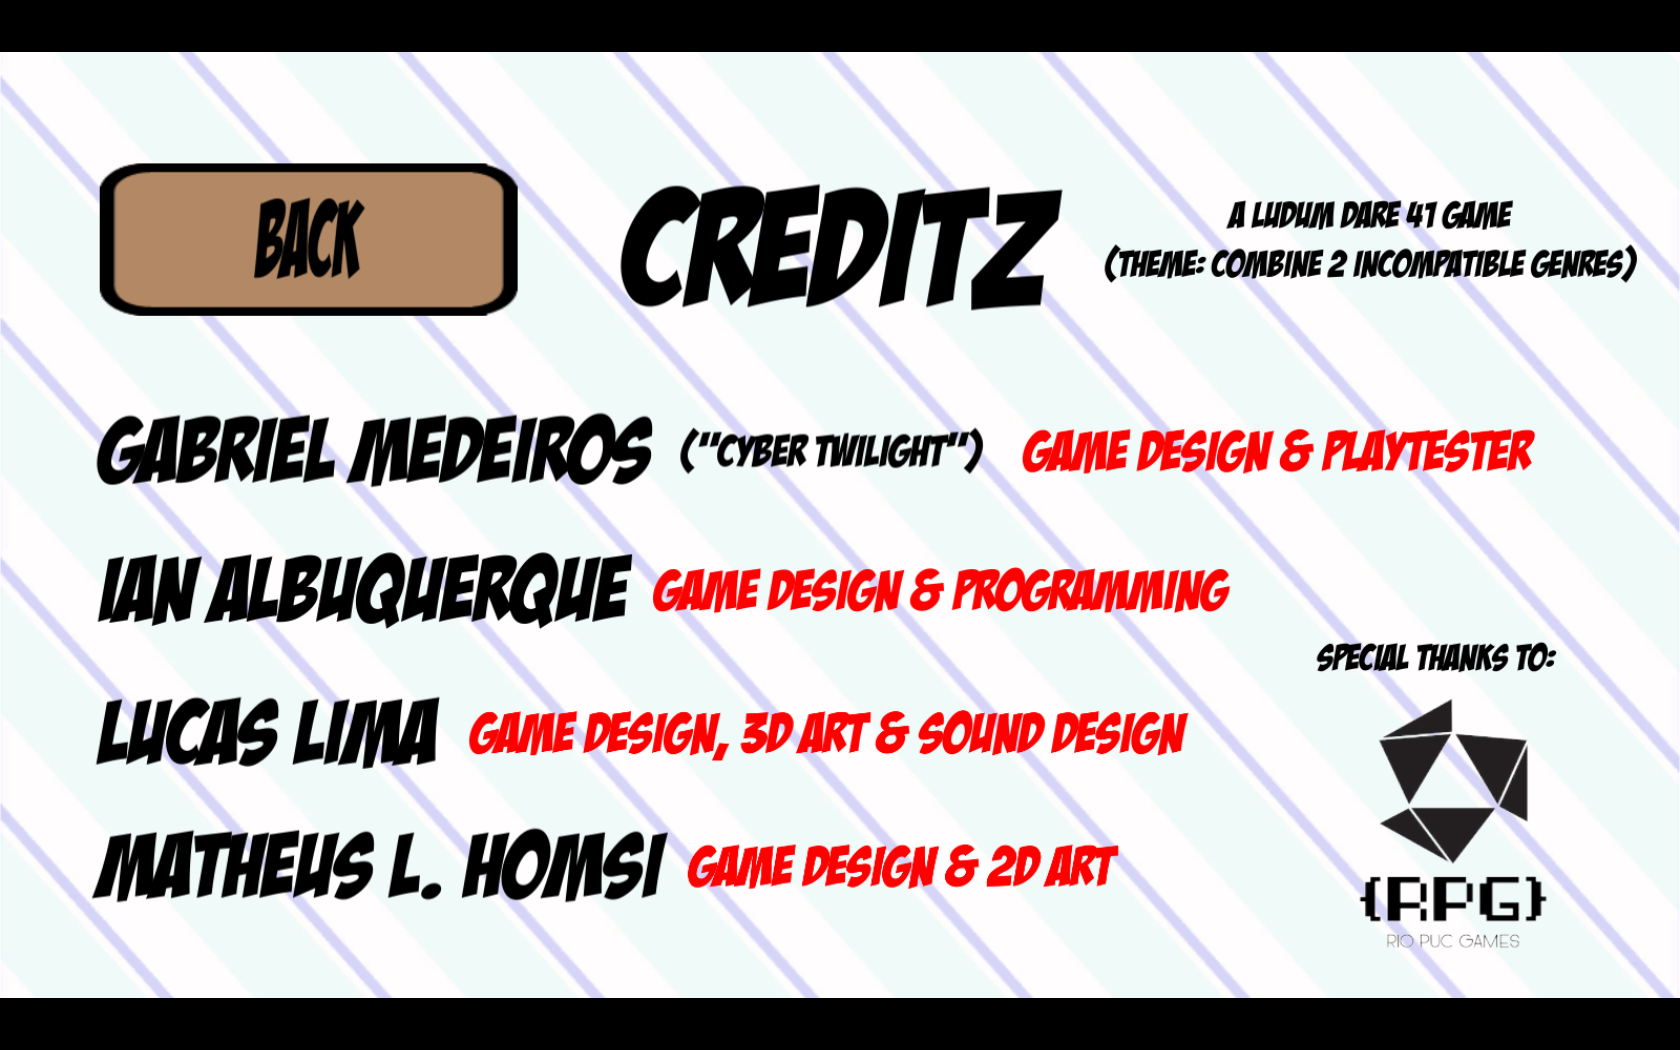 BACK
CREDITZ
A LUDUM DARE 41 GAME
(THEME: COMBINE 2 INCOMPATIBLE GENRES)
GABRIEL MEDEIROS ("CYBER TWILIGHT") GAME DESIGN & PLAYTESTER
IAN ALBUQUERQUE GAME DESIGN & PROGRAMMING
LUCAS LIMA GAME DESIGN, 3D ART & SOUND DESIGN
MATHEUS L. HOMSI GAME DESIGN & 2D ART
SPECIAL THANKS TO:
{RPG}
RIO PUC GAMES